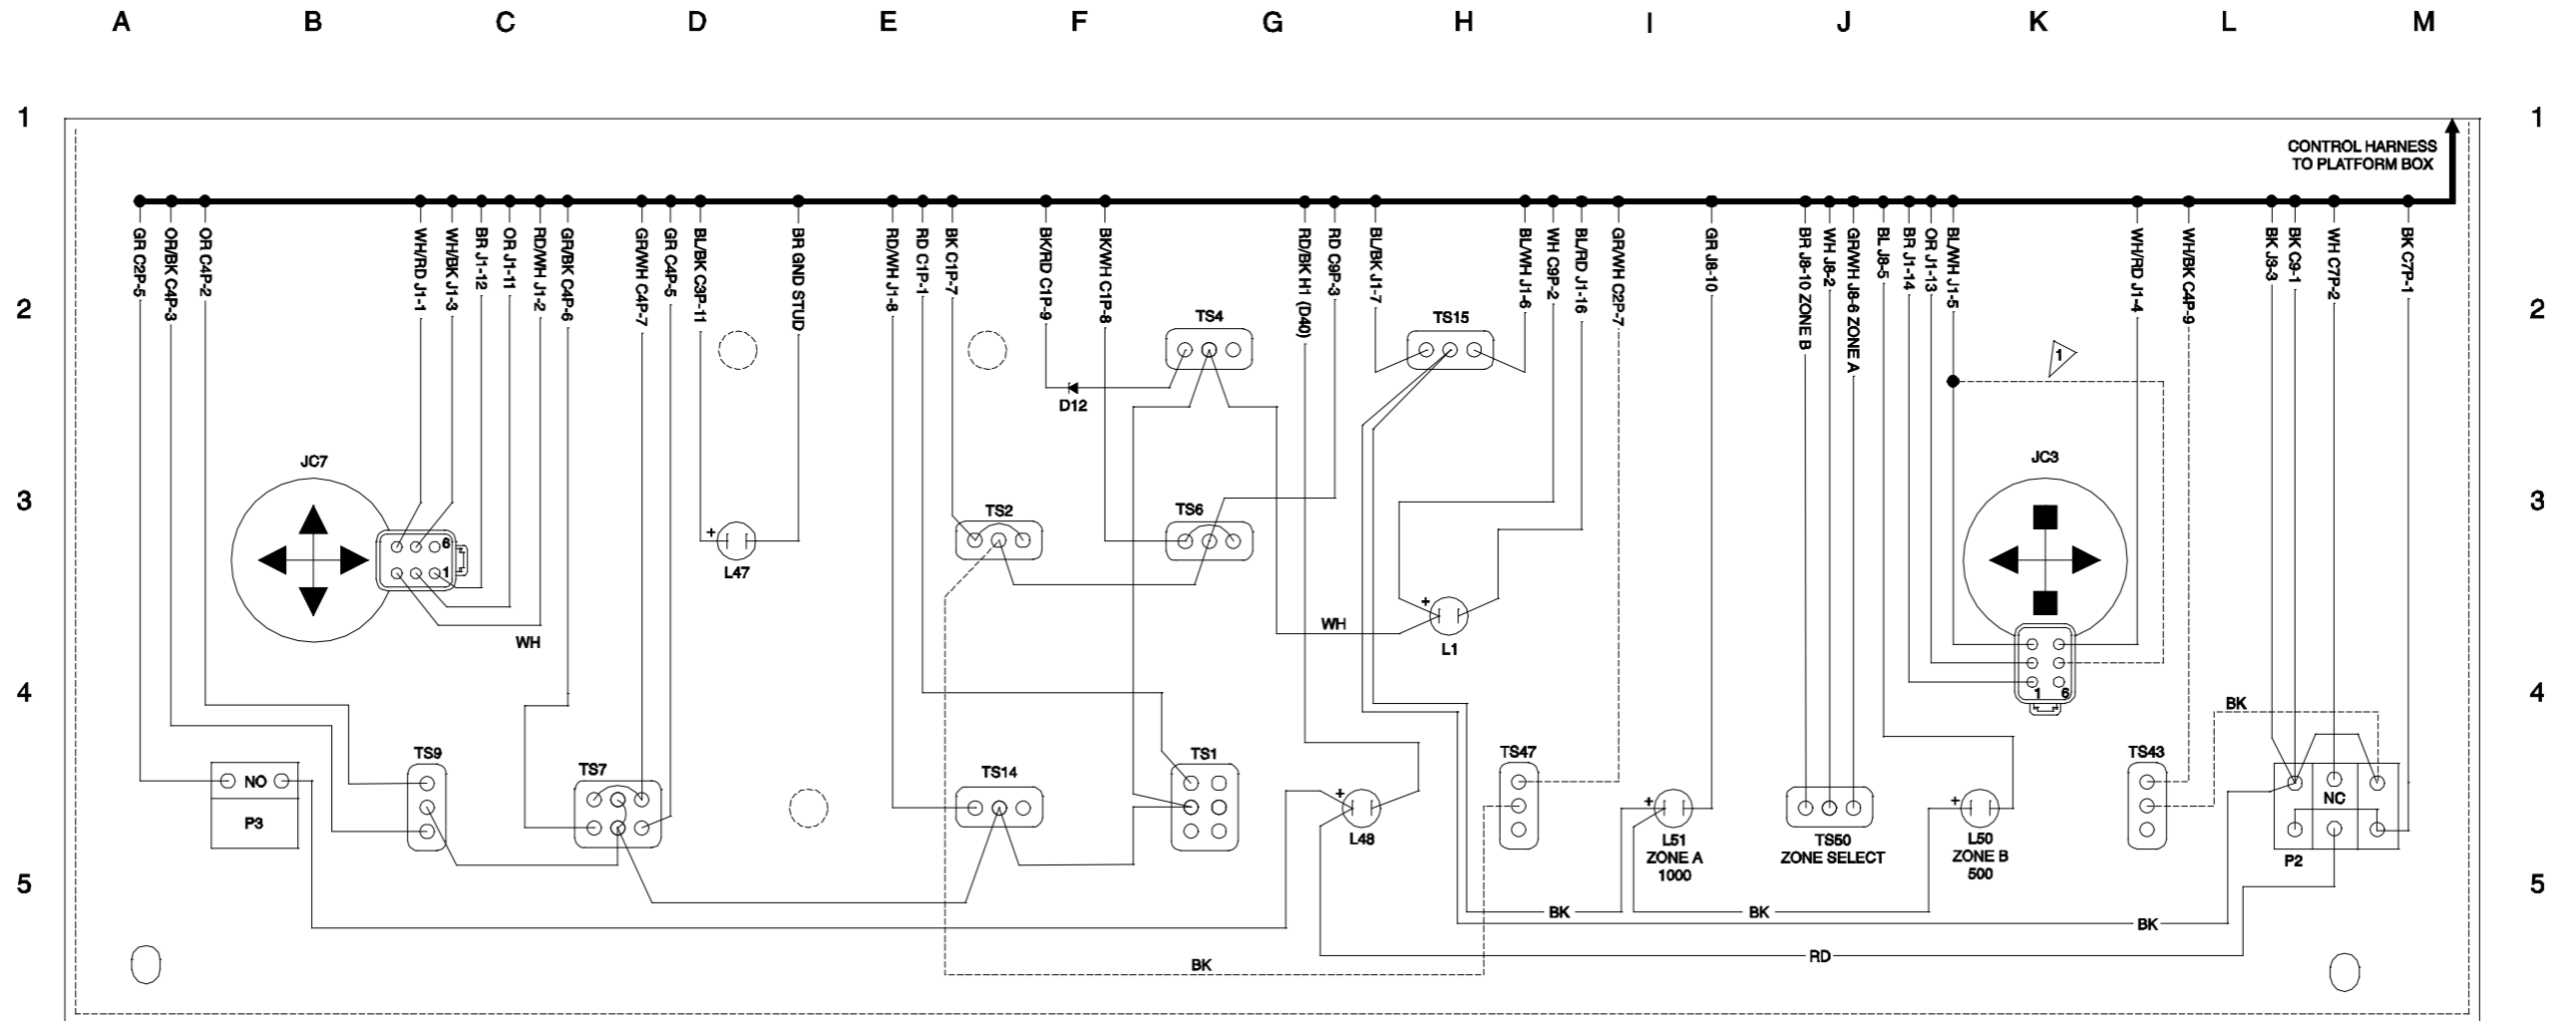 A B C D E F G H I J K L M
1 1
CONTROL HARNESS
TO PLATFORM BOX
GR C2P-5
OR/BK C4P-3
OR C4P-2
WH/RD J1-1
WH/BK J1-3
BR J1-12
OR J1-11
RD/WH J1-2
GR/BK C4P-6
GR/WH C4P-7
GR C4P-5
BL/BK C3P-11
BR GND STUD
RD/WH J1-8
RD C1P-1
BK C1P-7
BK/RD C1P-9
BK/WH C1P-8
RD/BK H1 (D40)
RD C9P-3
BL/BK J1-7
BL/WH J1-6
WH C9P-2
BL/RD J1-16
GR/WH C2P-7
GR J8-10
BR J8-10 ZONE B
WH J8-2
GR/WH J8-6 ZONE A
BL J8-5
BR J1-14
OR J1-13
BL/WH J1-5
WH/RD J1-4
WH/BK C4P-9
BK J3-3
BK C9-1
WH C7P-2
BK C7P-1
2 2
TS4
TS15
1
D12
JC7
JC3
3 3
TS2
TS6
6
1
+
L47
+
WH
WH
L1
4 4
1 6
BK
TS9
TS7
TS14
TS1
TS47
TS43
NO
P3
+
L48
+
L51
ZONE A
1000
TS50
ZONE SELECT
+
L50
ZONE B
500
NC
P2
5 5
BK
BK
BK
RD
BK